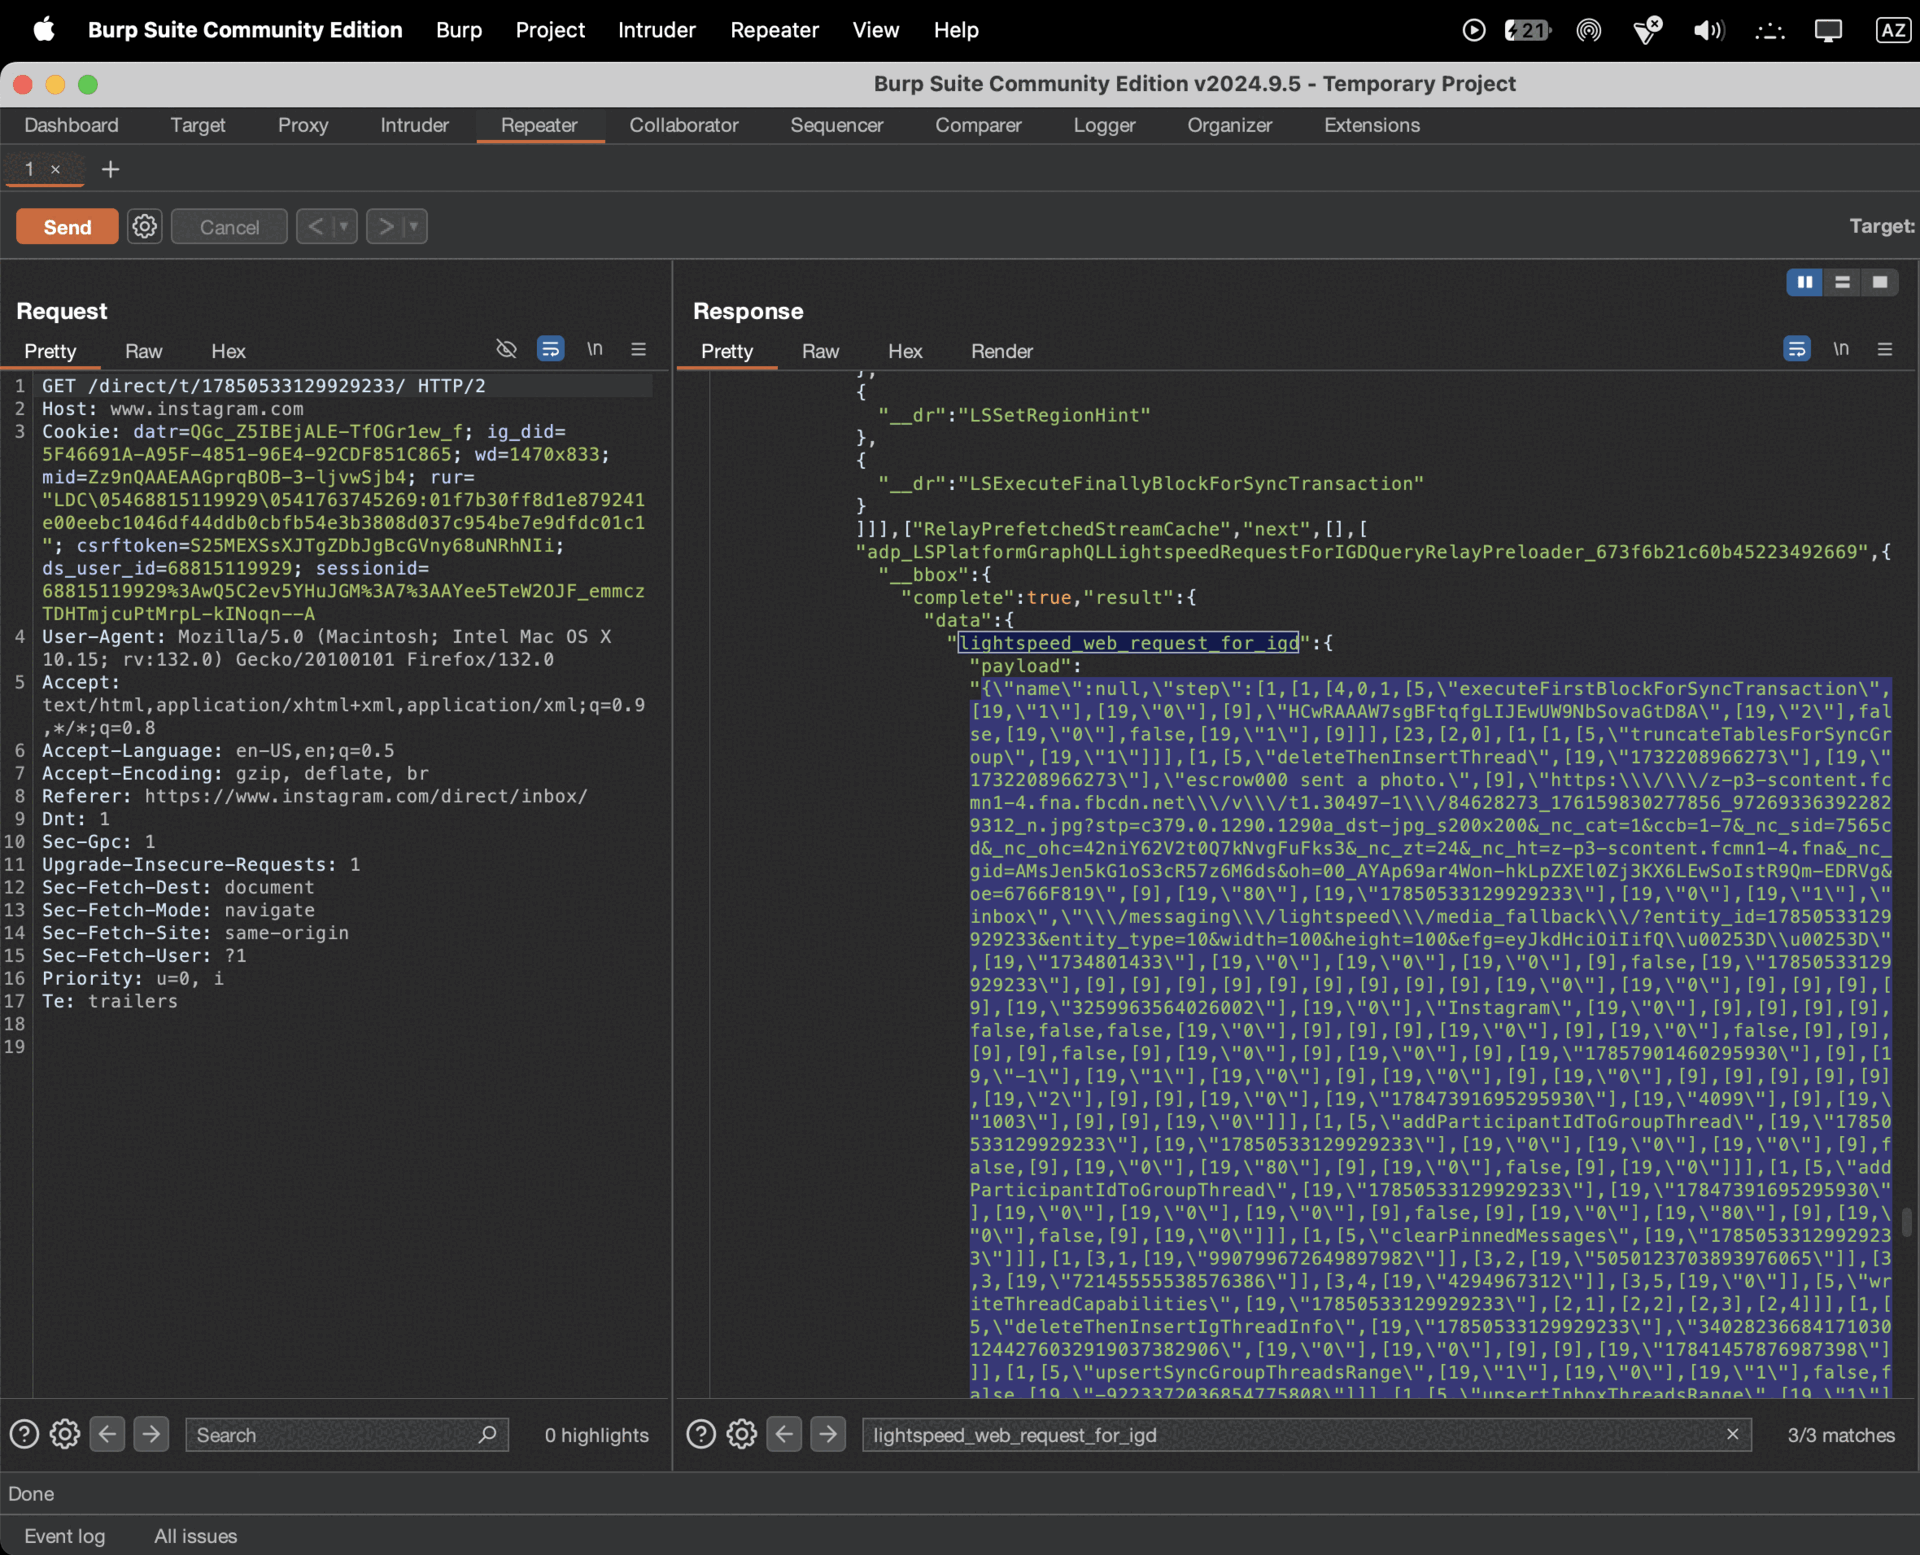 Burp Suite Community Edition Burp Project Intruder Repeater View Help 21 AZ
Burp Suite Community Edition v2024.9.5 - Temporary Project
Dashboard Target Proxy Intruder Repeater Collaborator Sequencer Comparer Logger Organizer Extensions
1 × +
Send Cancel < > Target:
Request
Pretty Raw Hex \n
1 GET /direct/t/17850533129929233/ HTTP/2
2 Host: www.instagram.com
3 Cookie: datr=QGc_Z5IBEjALE-TfOGr1ew_f; ig_did=
5F46691A-A95F-4851-96E4-92CDF851C865; wd=1470x833;
mid=Zz9nQAAEAAGprqBOB-3-ljvwSjb4; rur=
"LDC\05468815119929\0541763745269:01f7b30ff8d1e879241
e00eebc1046df44ddb0cbfb54e3b3808d037c954be7e9dfdc01c1
"; csrftoken=S25MEXSsXJTgZDbJgBcGVny68uNRhNIi;
ds_user_id=68815119929; sessionid=
68815119929%3AwQ5C2ev5YHuJGM%3A7%3AAYee5TeW2OJF_emmcz
TDHTmjcuPtMrpL-kINoqn--A
4 User-Agent: Mozilla/5.0 (Macintosh; Intel Mac OS X
10.15; rv:132.0) Gecko/20100101 Firefox/132.0
5 Accept:
text/html,application/xhtml+xml,application/xml;q=0.9
,*/*;q=0.8
6 Accept-Language: en-US,en;q=0.5
7 Accept-Encoding: gzip, deflate, br
8 Referer: https://www.instagram.com/direct/inbox/
9 Dnt: 1
10 Sec-Gpc: 1
11 Upgrade-Insecure-Requests: 1
12 Sec-Fetch-Dest: document
13 Sec-Fetch-Mode: navigate
14 Sec-Fetch-Site: same-origin
15 Sec-Fetch-User: ?1
16 Priority: u=0, i
17 Te: trailers
18
19
Search 0 highlights
Response
Pretty Raw Hex Render \n
},
{
"__dr":"LSSetRegionHint"
},
{
"__dr":"LSExecuteFinallyBlockForSyncTransaction"
}
]]],["RelayPrefetchedStreamCache","next",[],[
"adp_LSPlatformGraphQLLightspeedRequestForIGDQueryRelayPreloader_673f6b21c60b45223492669",{
"__bbox":{
"complete":true,"result":{
"data":{
"lightspeed_web_request_for_igd":{
"payload":
"{\"name\":null,\"step\":[1,[1,[4,0,1,[5,\"executeFirstBlockForSyncTransaction\",
[19,\"1\"],[19,\"0\"],[9],\"HCwRAAAW7sgBFtqfgLIJEwUW9NbSovaGtD8A\",[19,\"2\"],fal
se,[19,\"0\"],false,[19,\"1\"],[9]]],[23,[2,0],[1,[1,[5,\"truncateTablesForSyncGr
oup\",[19,\"1\"]]],[1,[5,\"deleteThenInsertThread\",[19,\"1732208966273\"],[19,\"
1732208966273\"],\"escrow000 sent a photo.\",[9],\"https:\\\/\\\/z-p3-scontent.fc
mn1-4.fna.fbcdn.net\\\/v\\\/t1.30497-1\\\/84628273_176159830277856_97269336392282
9312_n.jpg?stp=c379.0.1290.1290a_dst-jpg_s200x200&_nc_cat=1&ccb=1-7&_nc_sid=7565c
d&_nc_ohc=42niY62V2t0Q7kNvgFuFks3&_nc_zt=24&_nc_ht=z-p3-scontent.fcmn1-4.fna&_nc_
gid=AMsJen5kG1oS3cR57z6M6ds&oh=00_AYAp69ar4Won-hkLpZXEl0Zj3KX6LEwSoIstR9Qm-EDRVg&
oe=6766F819\",[9],[19,\"80\"],[19,\"17850533129929233\"],[19,\"0\"],[19,\"1\"],\"
inbox\",\"\\\/messaging\\\/lightspeed\\\/media_fallback\\\/?entity_id=17850533129
929233&entity_type=10&width=100&height=100&efg=eyJkdHciOiIifQ\\u00253D\\u00253D\"
,[19,\"1734801433\"],[19,\"0\"],[19,\"0\"],[19,\"0\"],[9],false,[19,\"17850533129
929233\"],[9],[9],[9],[9],[9],[9],[9],[9],[19,\"0\"],[19,\"0\"],[9],[9],[9],[9],[
9],[19,\"3259963564026002\"],[19,\"0\"],\"Instagram\",[19,\"0\"],[9],[9],[9],[9],
false,false,false,[19,\"0\"],[9],[9],[9],[19,\"0\"],[9],[19,\"0\"],false,[9],[9],
[9],[9],false,[9],[19,\"0\"],[9],[19,\"0\"],[9],[19,\"17857901460295930\"],[9],[1
9,\"-1\"],[19,\"1\"],[19,\"0\"],[9],[19,\"0\"],[9],[19,\"0\"],[9],[9],[9],[9],[9]
,[19,\"2\"],[9],[9],[19,\"0\"],[19,\"17847391695295930\"],[19,\"4099\"],[9],[19,\
"1003\"],[9],[9],[19,\"0\"]]],[1,[5,\"addParticipantIdToGroupThread\",[19,\"17850
533129929233\"],[19,\"17850533129929233\"],[19,\"0\"],[19,\"0\"],[19,\"0\"],[9],f
alse,[9],[19,\"0\"],[19,\"80\"],[9],[19,\"0\"],false,[9],[19,\"0\"]]],[1,[5,\"add
ParticipantIdToGroupThread\",[19,\"17850533129929233\"],[19,\"17847391695295930\"
],[19,\"0\"],[19,\"0\"],[19,\"0\"],[9],false,[9],[19,\"0\"],[19,\"80\"],[9],[19,\
"0\"],false,[9],[19,\"0\"]]],[1,[5,\"clearPinnedMessages\",[19,\"1785053312992923
3\"]]],[1,[3,1,[19,\"990799672649897982\"]],[3,2,[19,\"5050123703893976065\"]],[3
,3,[19,\"72145555538576386\"]],[3,4,[19,\"4294967312\"]],[3,5,[19,\"0\"]],[5,\"wr
iteThreadCapabilities\",[19,\"17850533129929233\"],[2,1],[2,2],[2,3],[2,4]]],[1,[
5,\"deleteThenInsertIgThreadInfo\",[19,\"17850533129929233\"],\"34028236684171030
1244276032919037382906\",[19,\"0\"],[19,\"0\"],[9],[9],[19,\"17841457876987398\"]
]],[1,[5,\"upsertSyncGroupThreadsRange\",[19,\"1\"],[19,\"0\"],[19,\"1\"],false,f
alse,[19,\"-9223372036854775808\"]]],[1,[5,\"upsertInboxThreadsRange\",[19,\"1\"]
lightspeed_web_request_for_igd × 3/3 matches
Done
Event log All issues